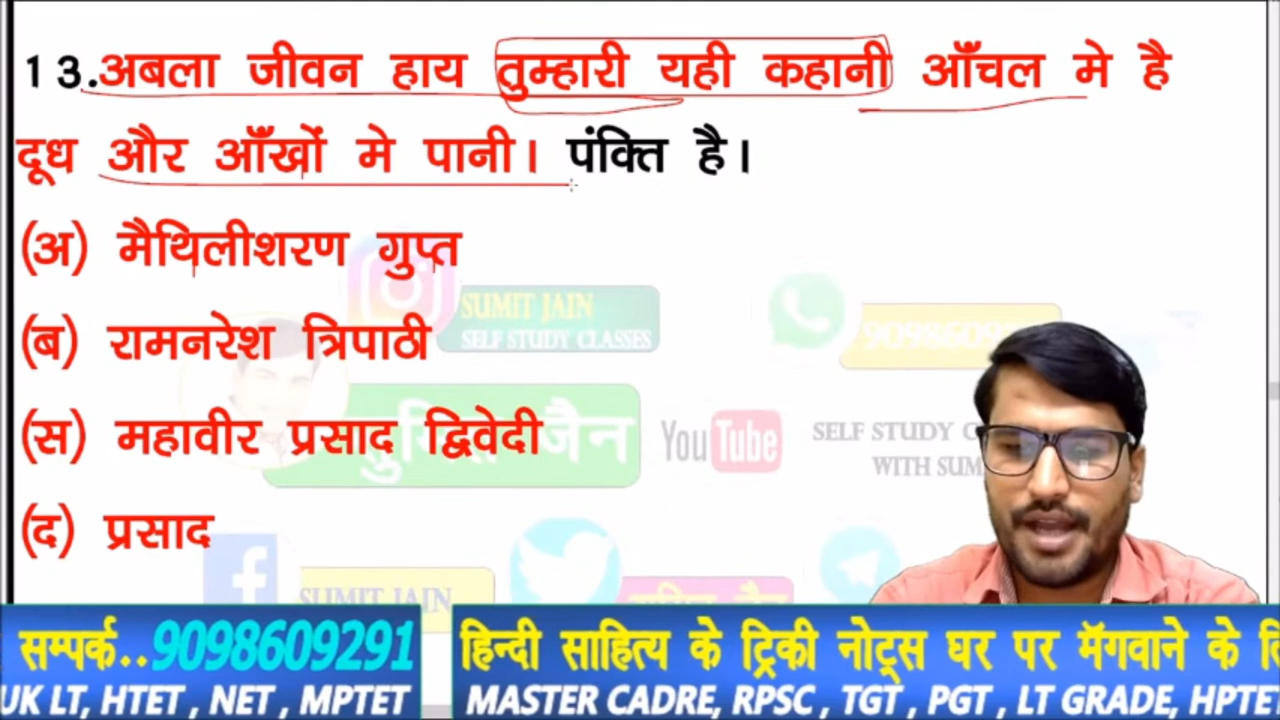 13.अबला जीवन हाय तुम्हारी यही कहानी आँचल मे है
दूध और आँखों मे पानी। पंक्ति है।
(अ) मैथिलीशरण गुप्त
(ब) रामनरेश त्रिपाठी
(स) महावीर प्रसाद द्विवेदी
(द) प्रसाद
SUMIT JAIN
SELF STUDY CLASSES
जैन
YouTube
SELF STUDY
WITH
SUMIT JAIN
सम्पर्क..9098609291
UK LT, HTET , NET , MPTET
हिन्दी साहित्य के ट्रिकी नोट्स घर पर मॅगवाने के
MASTER CADRE, RPSC , TGT , PGT , LT GRADE, HPTET